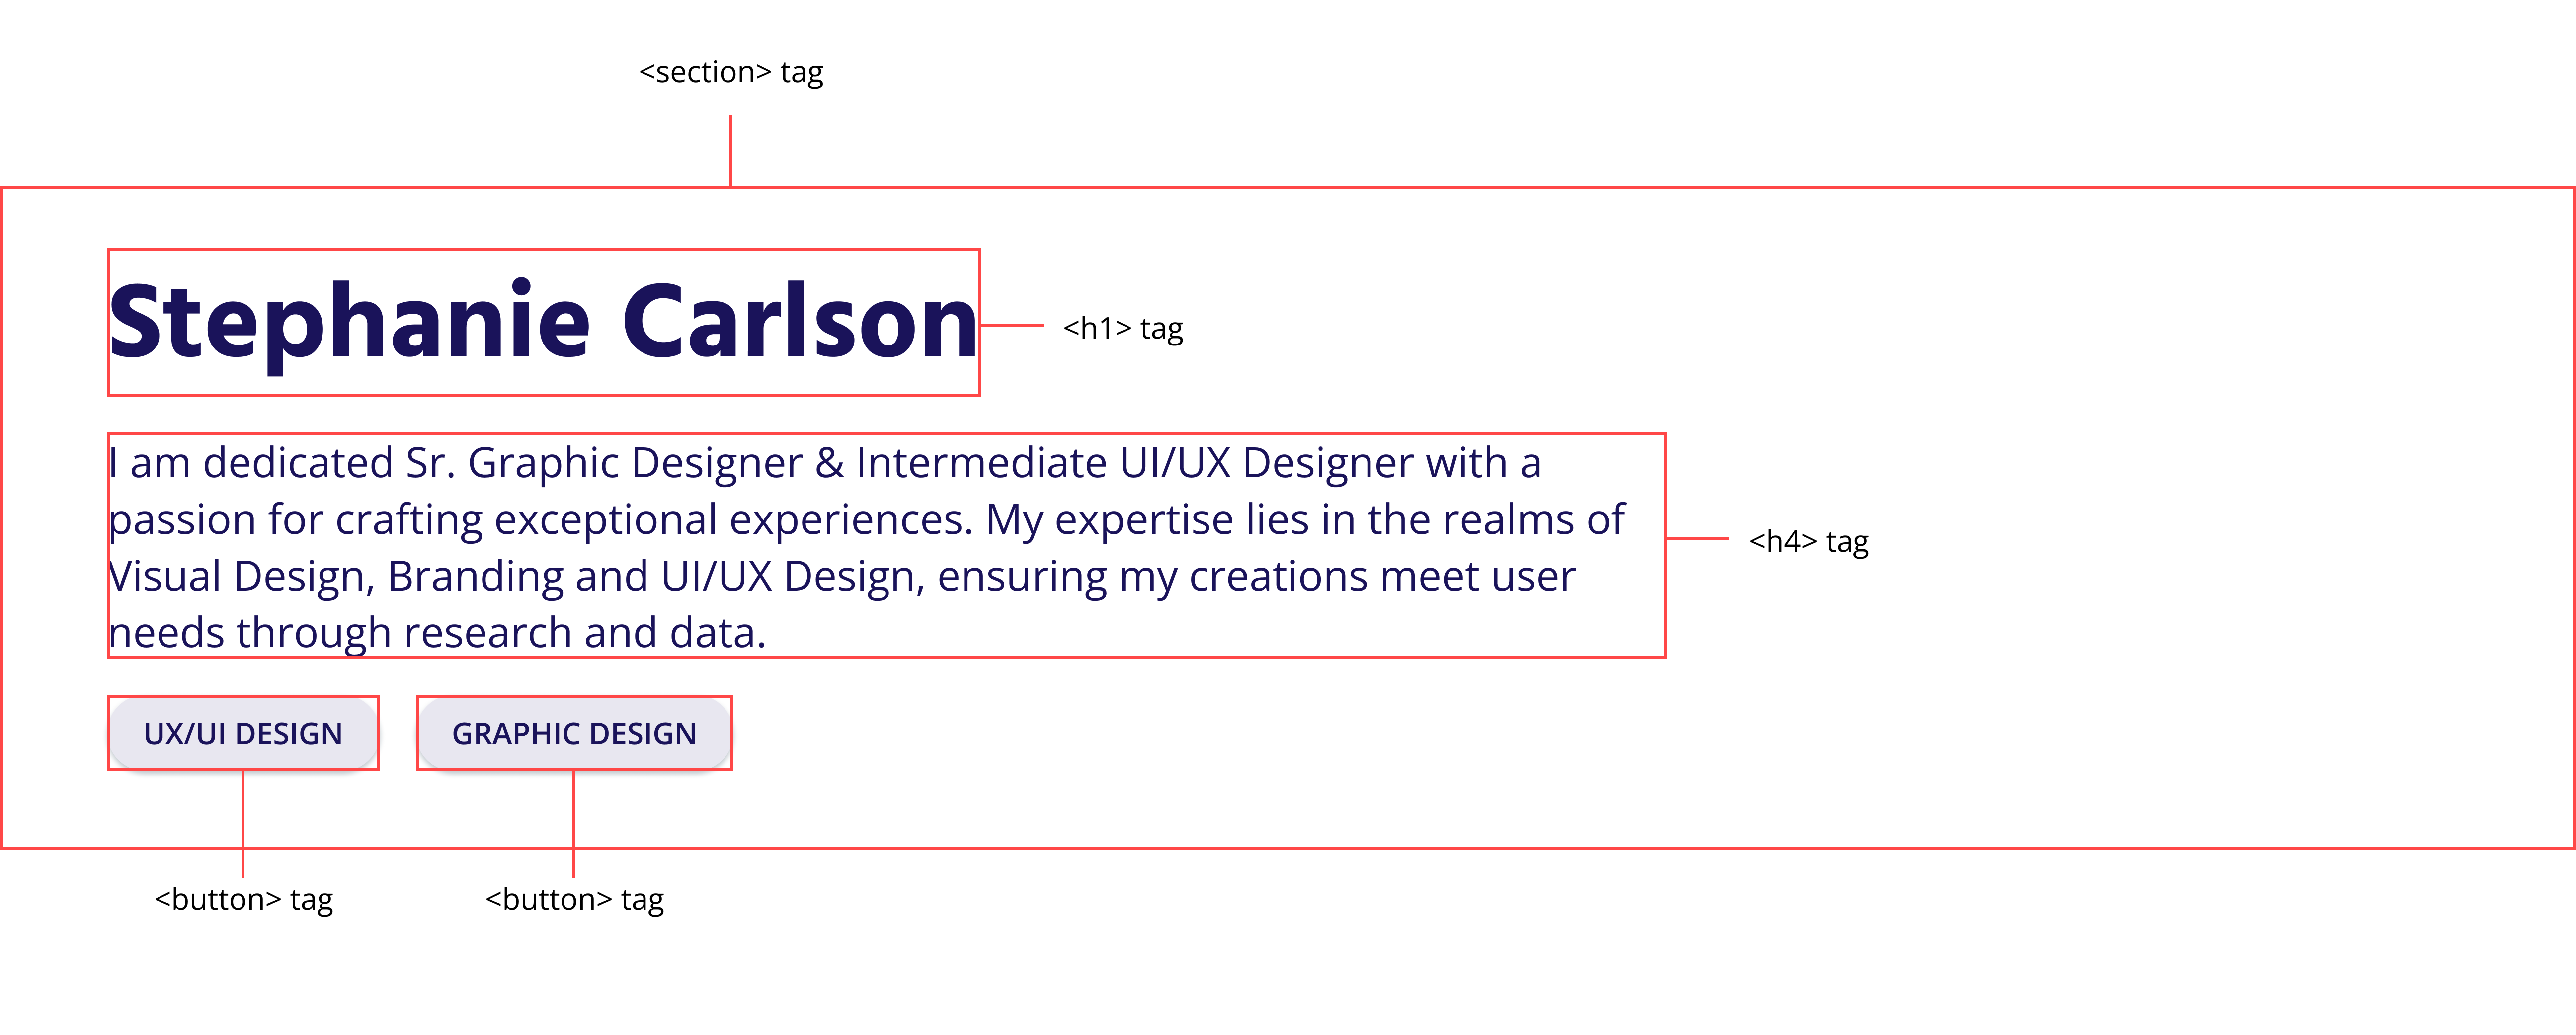 <section> tag
Stephanie Carlson
<h1> tag
I am dedicated Sr. Graphic Designer & Intermediate UI/UX Designer with a
passion for crafting exceptional experiences. My expertise lies in the realms of
Visual Design, Branding and UI/UX Design, ensuring my creations meet user
needs through research and data.
<h4> tag
UX/UI DESIGN
GRAPHIC DESIGN
<button> tag
<button> tag